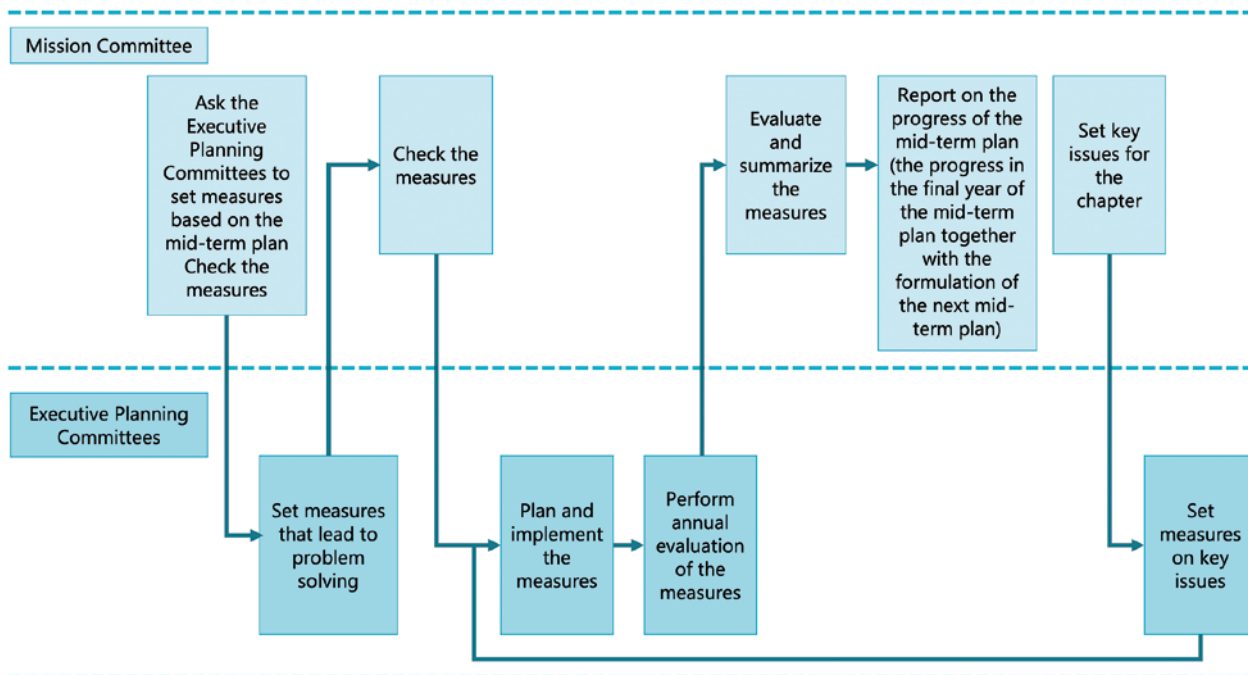 Mission Committee
Ask the
Executive
Planning
Committees to
set measures
based on the
mid-term plan
Check the
measures
Check the
measures
Evaluate
and
summarize
the
measures
Report on the
progress of the
mid-term plan
(the progress in
the final year of
the mid-term
plan together
with the
formulation of
the next mid-
term plan)
Set key
issues for
the
chapter
Executive Planning
Committees
Set measures
that lead to
problem
solving
Plan and
implement
the
measures
Perform
annual
evaluation
of the
measures
Set
measures
on key
issues